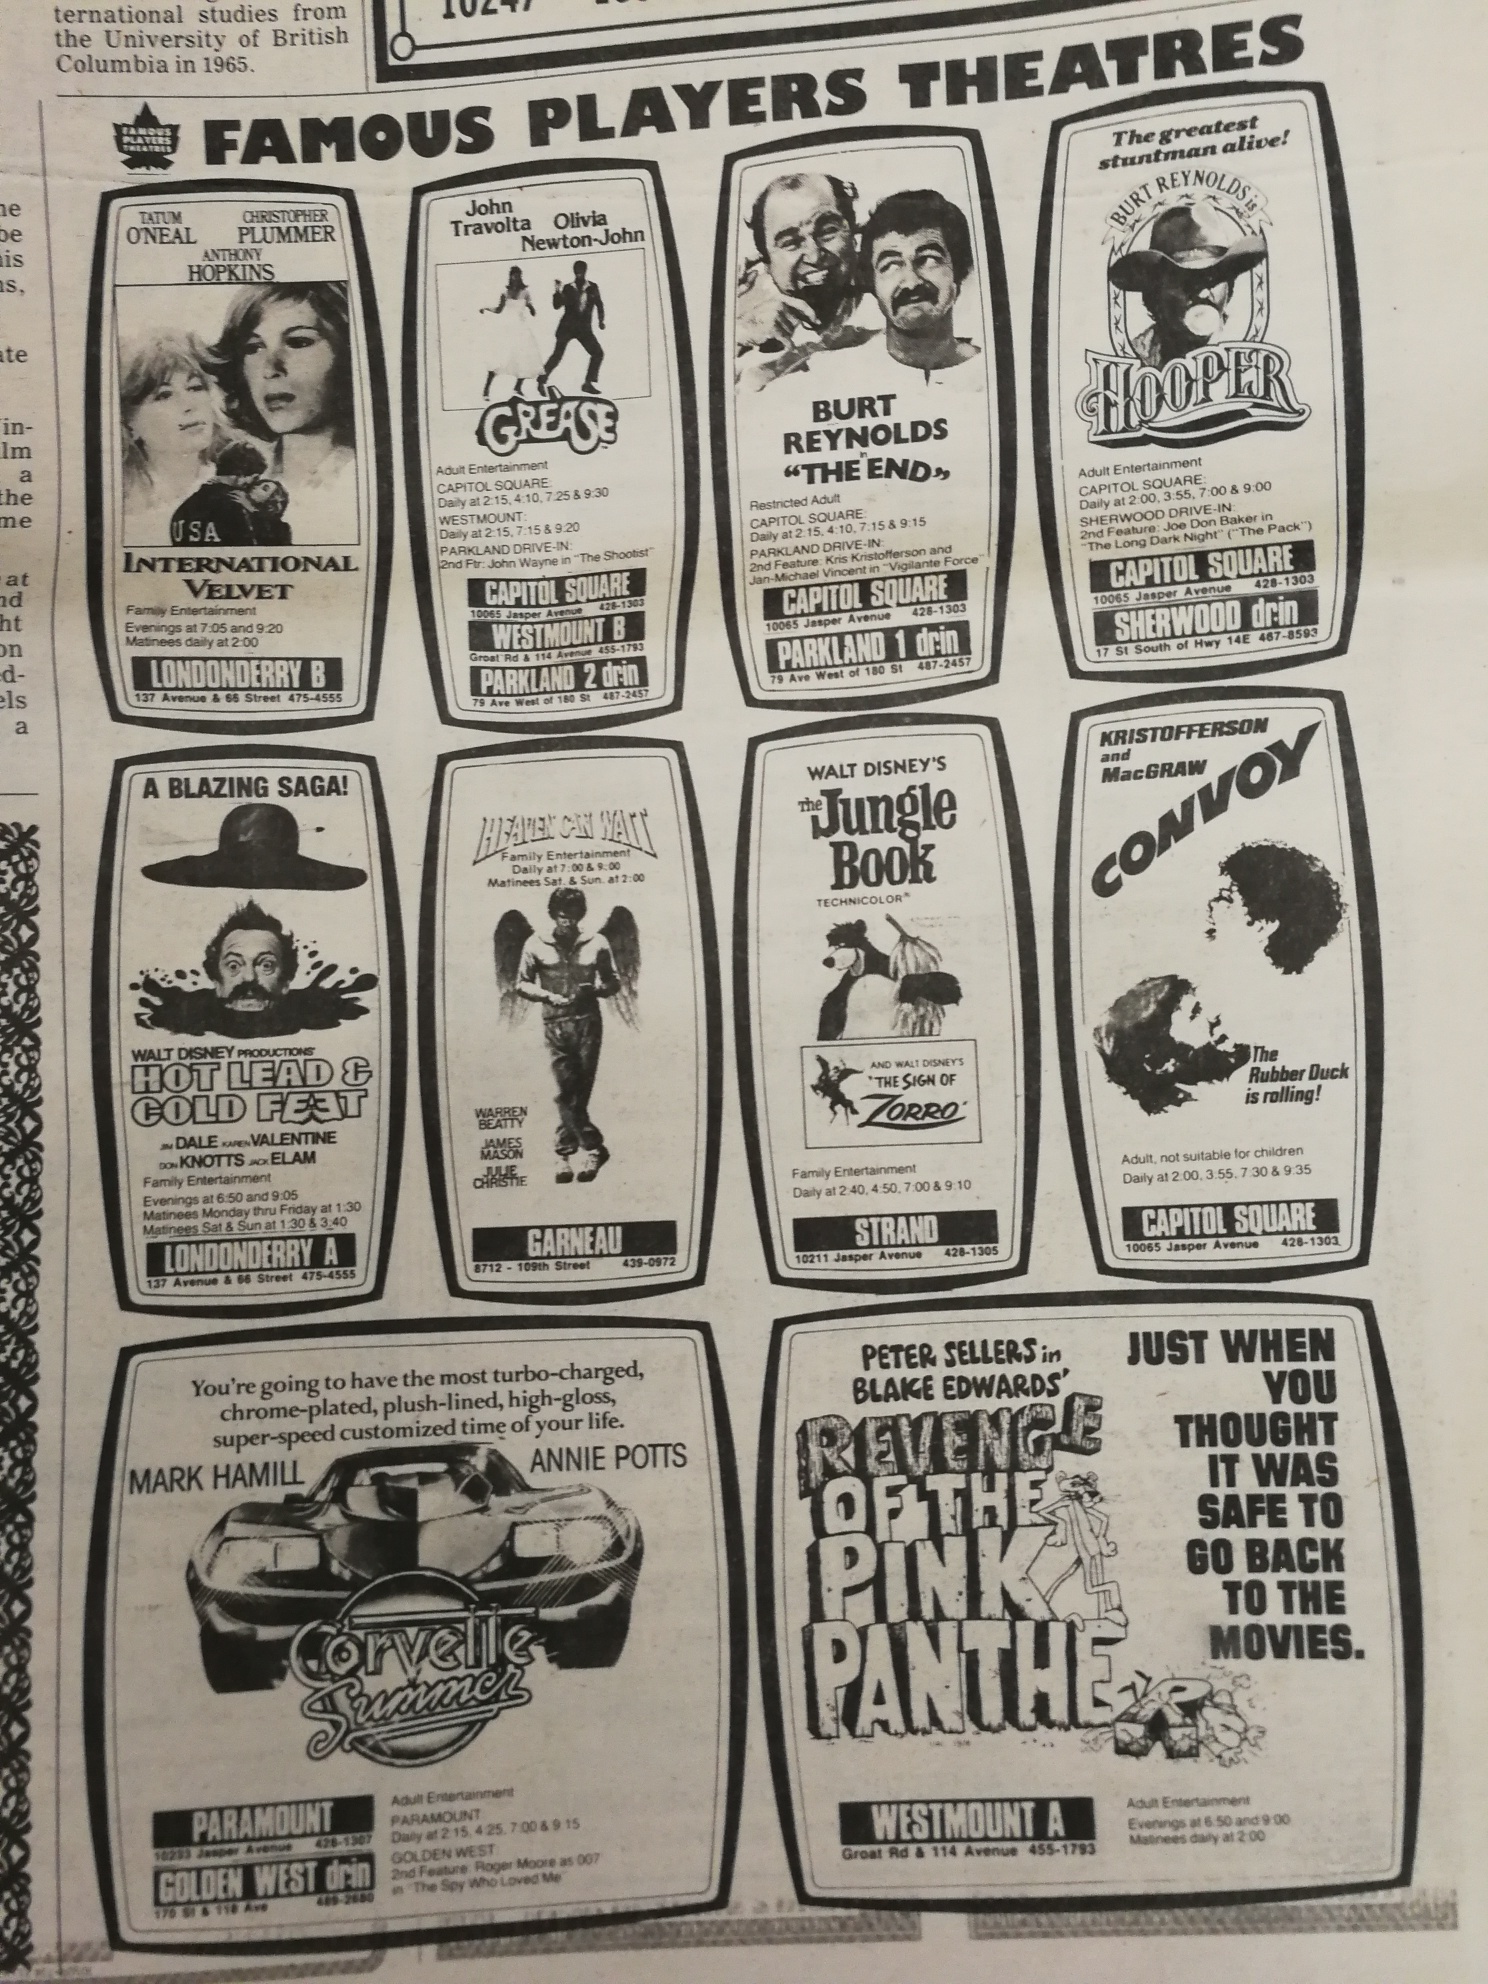 ternational studies from
the University of British
Columbia in 1965.
10247
FAMOUS PLAYERS THEATRES
FAMOUS
PLAYERS
THEATRES
TATUM
O'NEAL
CHRISTOPHER
PLUMMER
ANTHONY
HOPKINS
USA
INTERNATIONAL
VELVET
Family Entertainment
Evenings at 7:05 and 9:20
Matinees daily at 2:00
LONDONDERRY B
137 Avenue & 66 Street 475-4555
John
Travolta
Olivia
Newton-John
GREASE
Adult Entertainment
CAPITOL SQUARE:
Daily at 2:15, 4:10, 7:25 & 9:30
WESTMOUNT:
Daily at 2:15, 7:15 & 9:20
PARKLAND DRIVE-IN:
2nd Ftr: John Wayne in "The Shootist"
CAPITOL SQUARE
10065 Jasper Avenue 428-1303
WESTMOUNT B
Groat Rd & 114 Avenue 455-1793
PARKLAND 2 drin
79 Ave West of 180 St 487-2457
BURT
REYNOLDS
in
"THE END"
Restricted Adult
CAPITOL SQUARE:
Daily at 2:15, 4:10, 7:15 & 9:15
PARKLAND DRIVE-IN:
2nd Feature: Kris Kristofferson and
Jan-Michael Vincent in "Vigilante Force"
CAPITOL SQUARE
10065 Jasper Avenue 428-1303
PARKLAND 1 drin
79 Ave West of 180 St 487-2457
The greatest
stuntman alive!
BURT REYNOLDS is
HOOPER
Adult Entertainment
CAPITOL SQUARE:
Daily at 2:00, 3:55, 7:00 & 9:00
SHERWOOD DRIVE-IN:
2nd Feature: Joe Don Baker in
"The Long Dark Night" ("The Pack")
CAPITOL SQUARE
10065 Jasper Avenue 428-1303
SHERWOOD drin
17 St South of Hwy 14E 467-8593
A BLAZING SAGA!
WALT DISNEY PRODUCTIONS'
HOT LEAD &
COLD FEET
JIM DALE KAREN VALENTINE
DON KNOTTS JACK ELAM
Family Entertainment
Evenings at 6:50 and 9:05
Matinees Monday thru Friday at 1:30
Matinees Sat & Sun at 1:30 & 3:40
LONDONDERRY A
137 Avenue & 66 Street 475-4555
HEAVEN CAN WAIT
Family Entertainment
Daily at 7:00 & 9:00
Matinees Sat. & Sun. at 2:00
WARREN
BEATTY
JAMES
MASON
JULIE
CHRISTIE
GARNEAU
8712 - 109th Street 439-0972
WALT DISNEY'S
The Jungle
Book
TECHNICOLOR®
AND WALT DISNEY'S
"THE SIGN OF
ZORRO"
Family Entertainment
Daily at 2:40, 4:50, 7:00 & 9:10
STRAND
10211 Jasper Avenue 428-1305
KRISTOFFERSON
and
MacGRAW
CONVOY
The
Rubber Duck
is rolling!
Adult, not suitable for children
Daily at 2:00, 3:55, 7:30 & 9:35
CAPITOL SQUARE
10065 Jasper Avenue 428-1303
You're going to have the most turbo-charged,
chrome-plated, plush-lined, high-gloss,
super-speed customized time of your life.
MARK HAMILL
ANNIE POTTS
Corvette
Summer
PARAMOUNT
10233 Jasper Avenue 428-1307
GOLDEN WEST drin
170 St & 118 Ave
Adult Entertainment
PARAMOUNT
Daily at 2:15, 4:25, 7:00 & 9:15
GOLDEN WEST:
2nd Feature: Roger Moore as 007
in "The Spy Who Loved Me"
PETER SELLERS in
BLAKE EDWARDS'
REVENGE
OF THE
PINK
PANTHER
JUST WHEN
YOU
THOUGHT
IT WAS
SAFE TO
GO BACK
TO THE
MOVIES.
WESTMOUNT A
Groat Rd & 114 Avenue 455-1793
Adult Entertainment
Evenings at 6:50 and 9:00
Matinees daily at 2:00